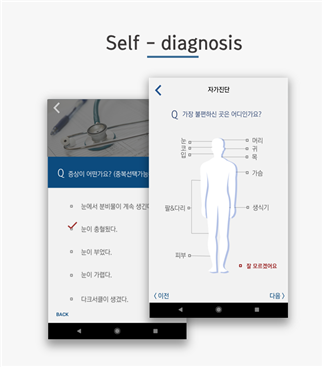 Self - diagnosis
자가진단
Q 가장 불편하신 곳은 어디인가요?
눈
코
입
머리
귀
목
가슴
팔&다리
생식기
피부
잘 모르겠어요
〈 이전
다음 〉
Q 증상이 어떤가요? (중복선택가능
눈에서 분비물이 계속 생긴다
눈이 충혈됐다.
눈이 부었다.
눈이 가렵다.
다크서클이 생겼다.
BACK